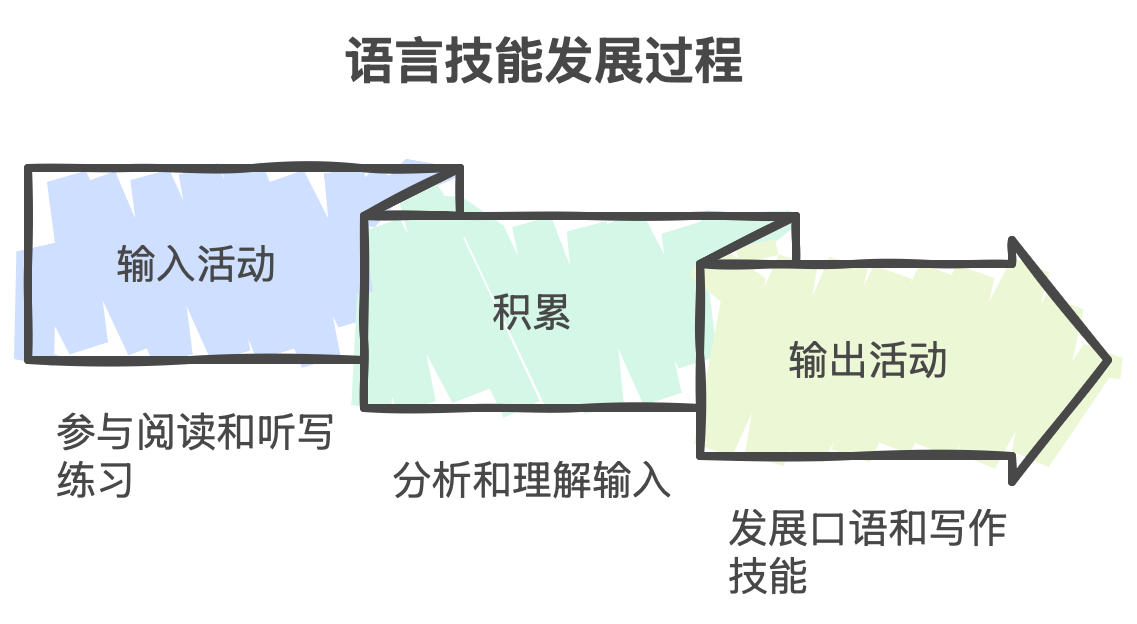 语言技能发展过程
输入活动
积累
输出活动
参与阅读和听写
练习
分析和理解输入
发展口语和写作
技能